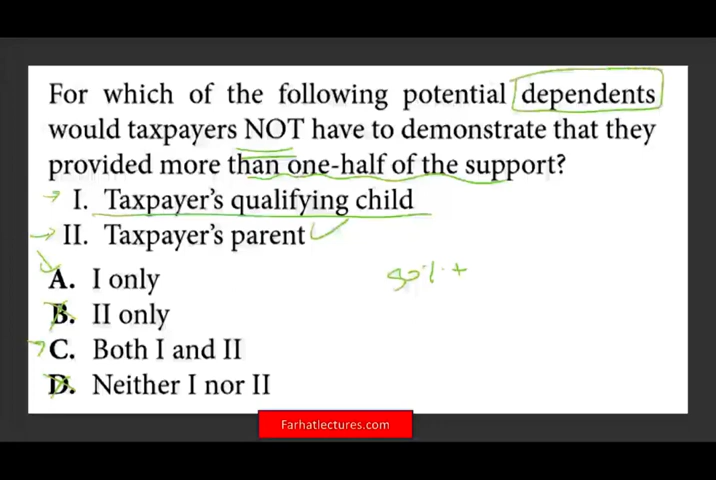 For which of the following potential dependents
would taxpayers NOT have to demonstrate that they
provided more than one-half of the support?
I. Taxpayer's qualifying child
II. Taxpayer's parent
A. I only
50% +
B. II only
C. Both I and II
D. Neither I nor II
Farhatlectures.com